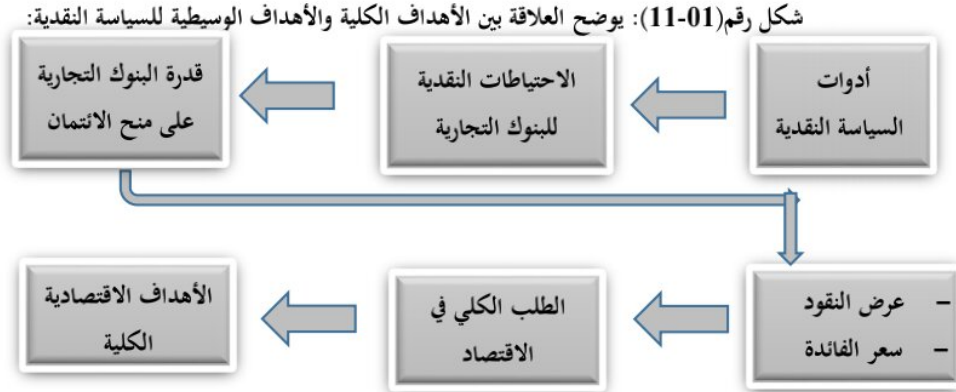 شكل رقم(01-11): يوضح العلاقة بين الأهداف الكلية والأهداف الوسيطية للسياسة النقدية:
أدوات
السياسة النقدية
الاحتياطات النقدية
للبنوك التجارية
قدرة البنوك التجارية
على منح الائتمان
– عرض النقود
– سعر الفائدة
الطلب الكلي في
الاقتصاد
الأهداف الاقتصادية
الكلية